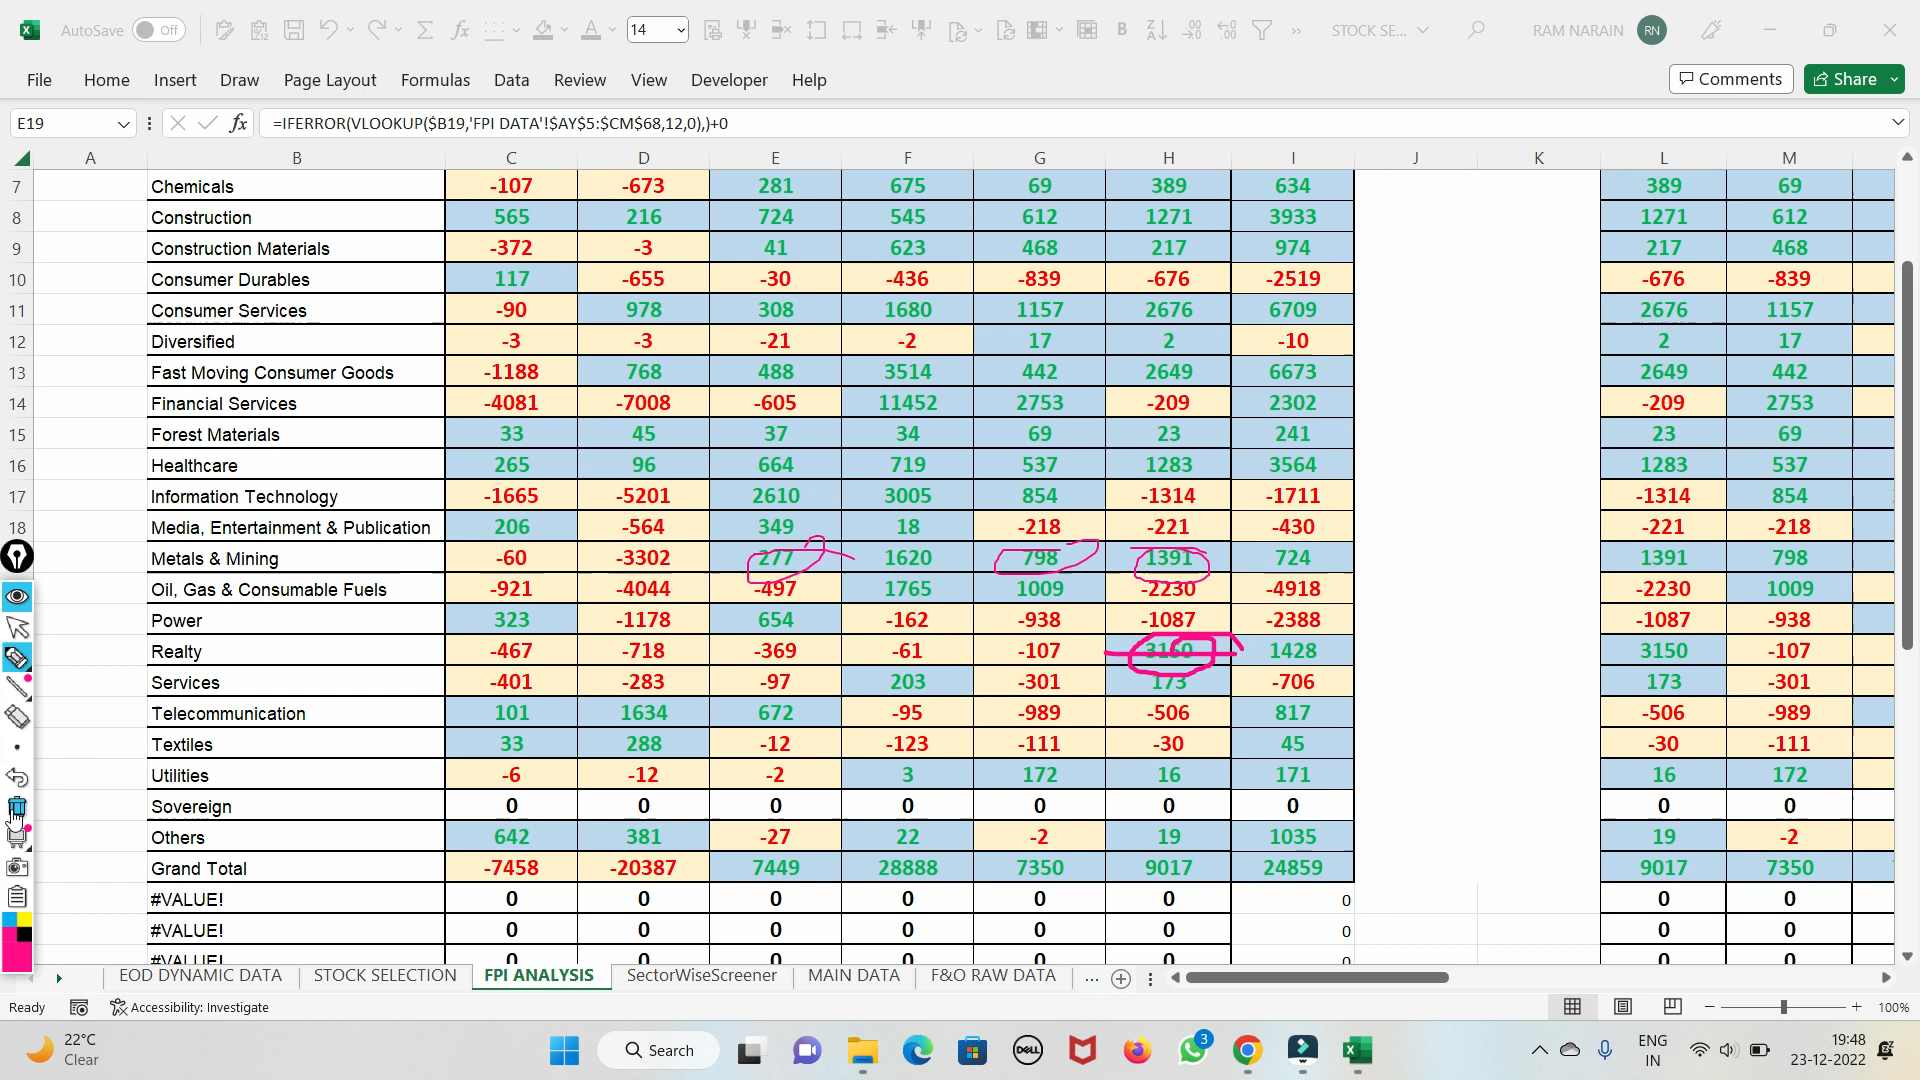 AutoSave Off 14 STOCK SE... RAM NARAIN RN
File Home Insert Draw Page Layout Formulas Data Review View Developer Help Comments Share
E19 fx =IFERROR(VLOOKUP($B19,'FPI DATA'!$AY$5:$CM$68,12,0),)+0
A B C D E F G H I J K L M
7 Chemicals -107 -673 281 675 69 389 634 389 69
8 Construction 565 216 724 545 612 1271 3933 1271 612
9 Construction Materials -372 -3 41 623 468 217 974 217 468
10 Consumer Durables 117 -655 -30 -436 -839 -676 -2519 -676 -839
11 Consumer Services -90 978 308 1680 1157 2676 6709 2676 1157
12 Diversified -3 -3 -21 -2 17 2 -10 2 17
13 Fast Moving Consumer Goods -1188 768 488 3514 442 2649 6673 2649 442
14 Financial Services -4081 -7008 -605 11452 2753 -209 2302 -209 2753
15 Forest Materials 33 45 37 34 69 23 241 23 69
16 Healthcare 265 96 664 719 537 1283 3564 1283 537
17 Information Technology -1665 -5201 2610 3005 854 -1314 -1711 -1314 854
18 Media, Entertainment & Publication 206 -564 349 18 -218 -221 -430 -221 -218
Metals & Mining -60 -3302 277 1620 798 1391 724 1391 798
Oil, Gas & Consumable Fuels -921 -4044 -497 1765 1009 -2230 -4918 -2230 1009
Power 323 -1178 654 -162 -938 -1087 -2388 -1087 -938
Realty -467 -718 -369 -61 -107 3150 1428 3150 -107
Services -401 -283 -97 203 -301 173 -706 173 -301
Telecommunication 101 1634 672 -95 -989 -506 817 -506 -989
Textiles 33 288 -12 -123 -111 -30 45 -30 -111
Utilities -6 -12 -2 3 172 16 171 16 172
Sovereign 0 0 0 0 0 0 0 0 0
Others 642 381 -27 22 -2 19 1035 19 -2
Grand Total -7458 -20387 7449 28888 7350 9017 24859 9017 7350
#VALUE! 0 0 0 0 0 0 0 0 0
#VALUE! 0 0 0 0 0 0 0 0 0
#VALUE! 0 0 0 0 0 0 0 0 0
EOD DYNAMIC DATA STOCK SELECTION FPI ANALYSIS SectorWiseScreener MAIN DATA F&O RAW DATA ...
Ready Accessibility: Investigate 100%
22°C Clear Search DELL 3 ENG IN 19:48 23-12-2022